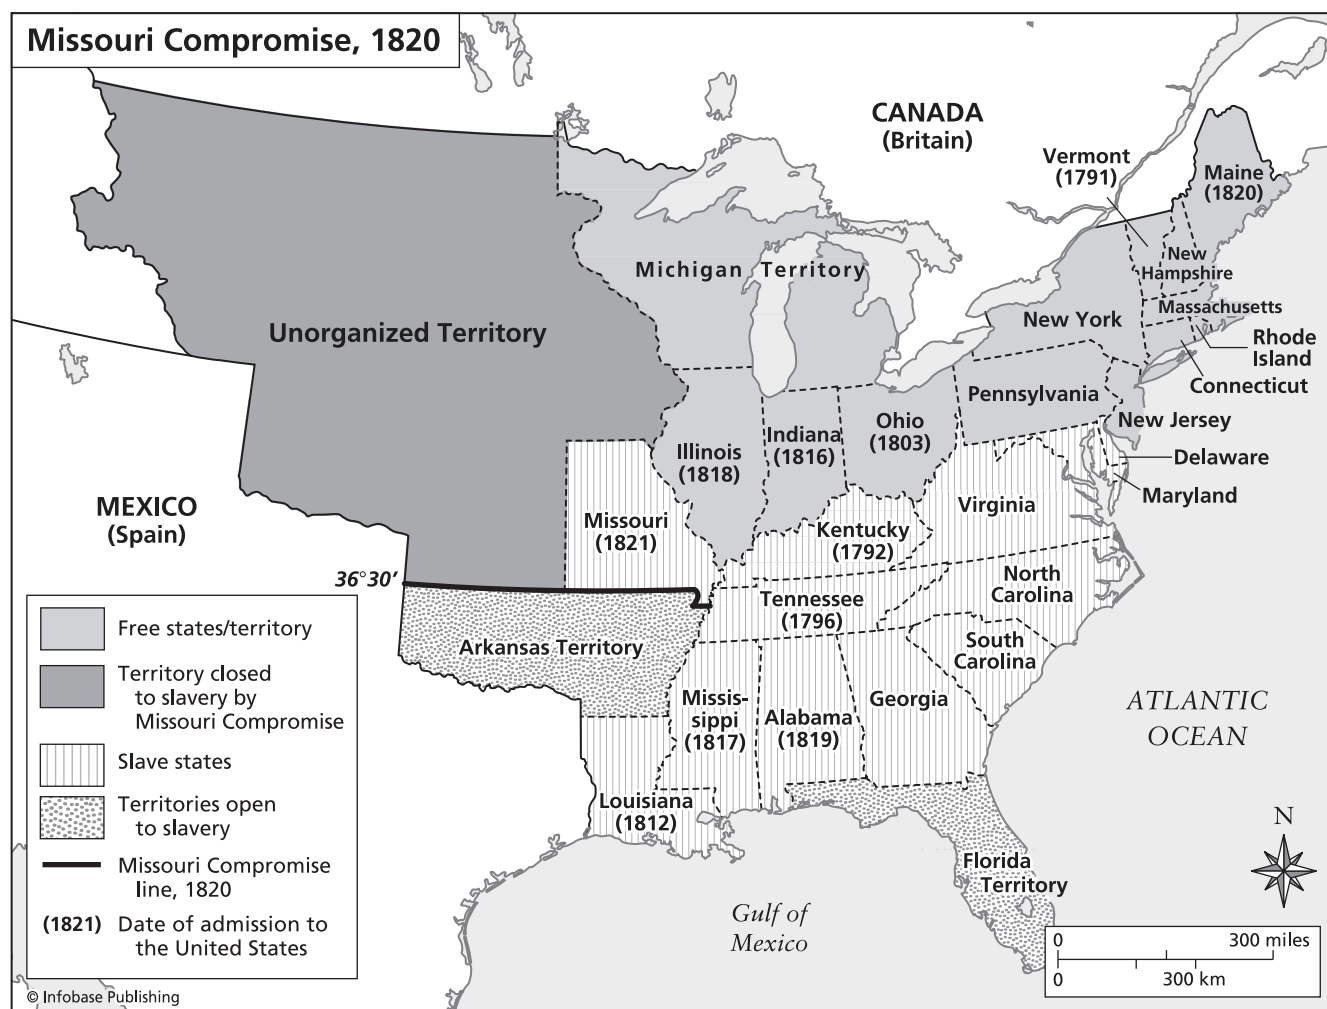 Missouri Compromise, 1820
CANADA
(Britain)
Vermont
(1791)
Maine
(1820)
New
Hampshire
Michigan Territory
Massachusetts
New York
Rhode
Island
Unorganized Territory
Connecticut
Pennsylvania
New Jersey
Ohio
(1803)
Indiana
(1816)
Illinois
(1818)
Delaware
Maryland
MEXICO
(Spain)
Virginia
Missouri
(1821)
Kentucky
(1792)
36°30’
North
Carolina
Tennessee
(1796)
Arkansas Territory
South
Carolina
Georgia
Missis-
sippi
(1817)
Alabama
(1819)
ATLANTIC
OCEAN
Louisiana
(1812)
Florida
Territory
Gulf of
Mexico
Free states/territory
Territory closed
to slavery by
Missouri Compromise
Slave states
Territories open
to slavery
Missouri Compromise
line, 1820
(1821) Date of admission to
the United States
N
0 300 miles
0 300 km
© Infobase Publishing